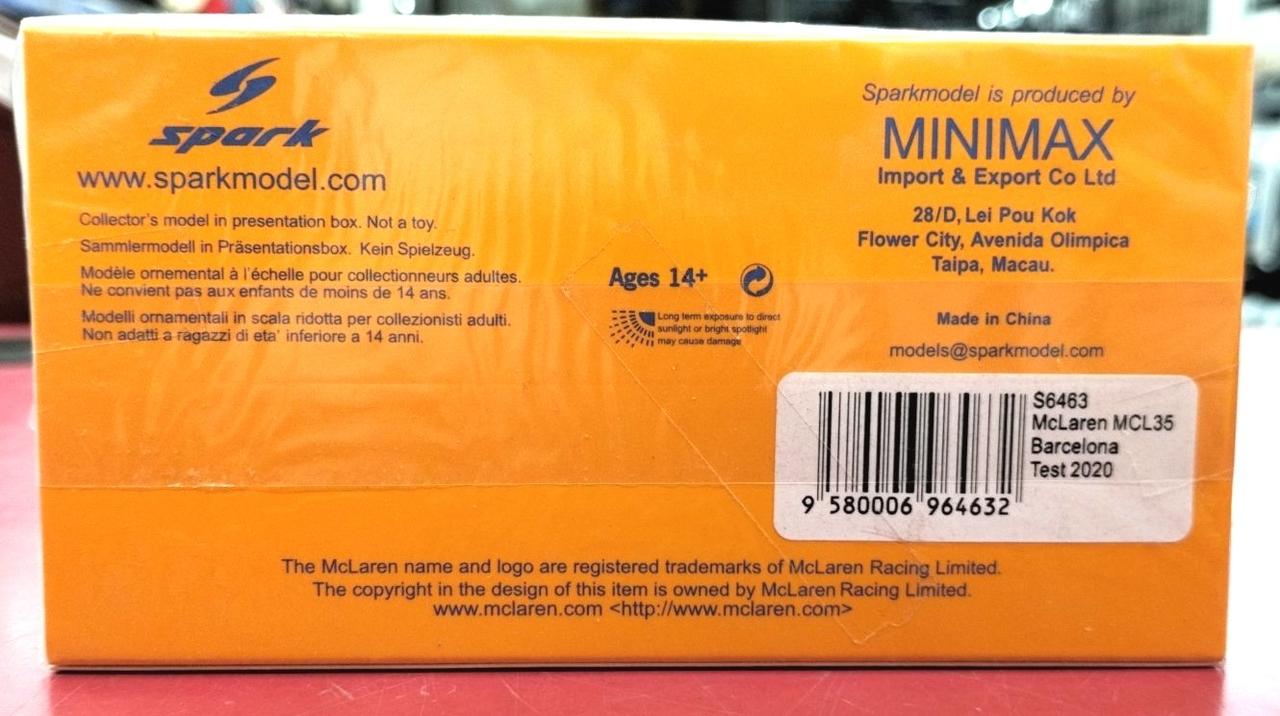 spark
www.sparkmodel.com
Collector's model in presentation box. Not a toy.
Sammlermodell in Präsentationsbox. Kein Spielzeug.
Modèle ornemental à l'échelle pour collectionneurs adultes.
Ne convient pas aux enfants de moins de 14 ans.
Modelli ornamentali in scala ridotta per collezionisti adulti.
Non adatti a ragazzi di eta' inferiore a 14 anni.
Ages 14+
Long term exposure to direct
sunlight or bright spotlight
may cause damage
Sparkmodel is produced by
MINIMAX
Import & Export Co Ltd
28/D, Lei Pou Kok
Flower City, Avenida Olimpica
Taipa, Macau.
Made in China
models@sparkmodel.com
S6463
McLaren MCL35
Barcelona
Test 2020
9 580006 964632
The McLaren name and logo are registered trademarks of McLaren Racing Limited.
The copyright in the design of this item is owned by McLaren Racing Limited.
www.mclaren.com <http://www.mclaren.com>